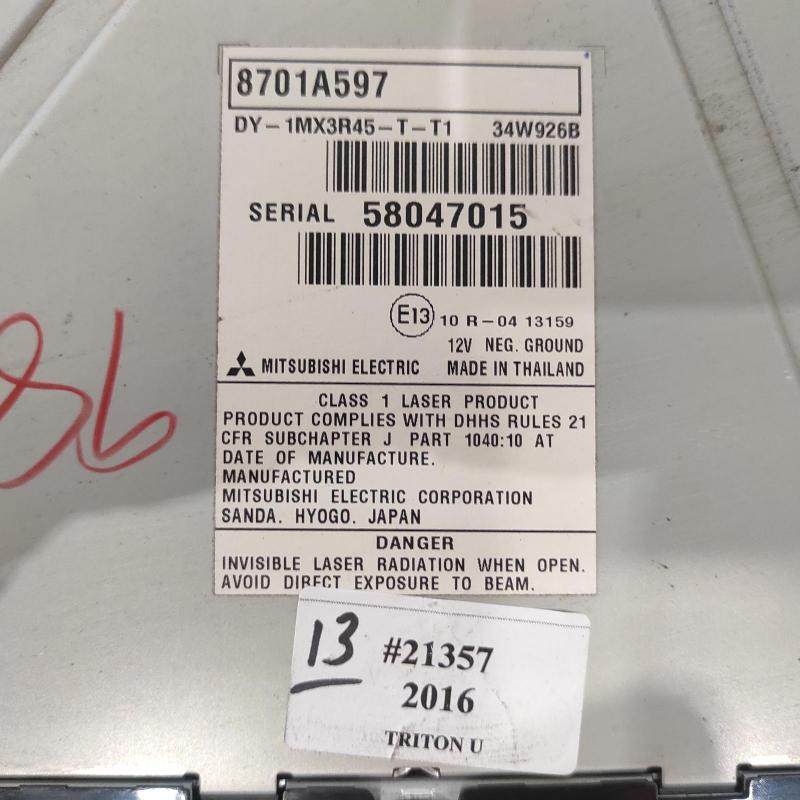 8701A597
DY-1MX3R45-T-T1 34W926B
SERIAL 58047015
E13 10 R-04 13159
12V NEG. GROUND
MITSUBISHI ELECTRIC MADE IN THAILAND
CLASS 1 LASER PRODUCT
PRODUCT COMPLIES WITH DHHS RULES 21
CFR SUBCHAPTER J PART 1040:10 AT
DATE OF MANUFACTURE.
MANUFACTURED
MITSUBISHI ELECTRIC CORPORATION
SANDA. HYOGO. JAPAN
DANGER
INVISIBLE LASER RADIATION WHEN OPEN.
AVOID DIRECT EXPOSURE TO BEAM.
13 #21357
2016
TRITON U